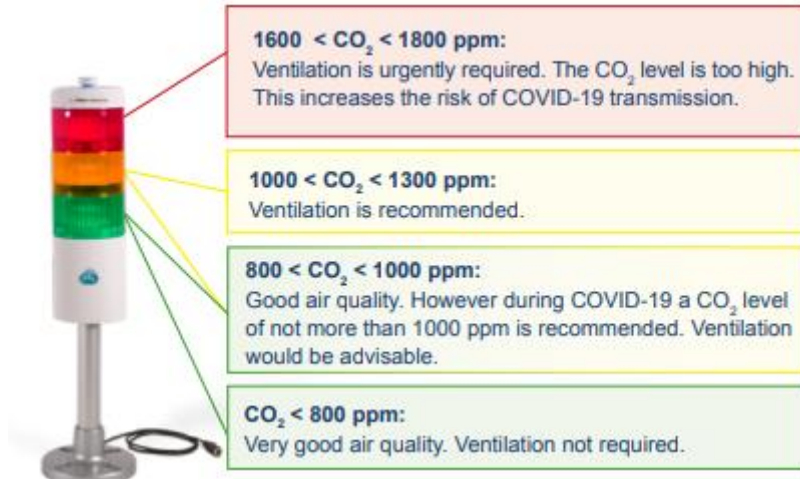 1600 < CO₂ < 1800 ppm:
Ventilation is urgently required. The CO₂ level is too high.
This increases the risk of COVID-19 transmission.
1000 < CO₂ < 1300 ppm:
Ventilation is recommended.
800 < CO₂ < 1000 ppm:
Good air quality. However during COVID-19 a CO₂ level
of not more than 1000 ppm is recommended. Ventilation
would be advisable.
CO₂ < 800 ppm:
Very good air quality. Ventilation not required.